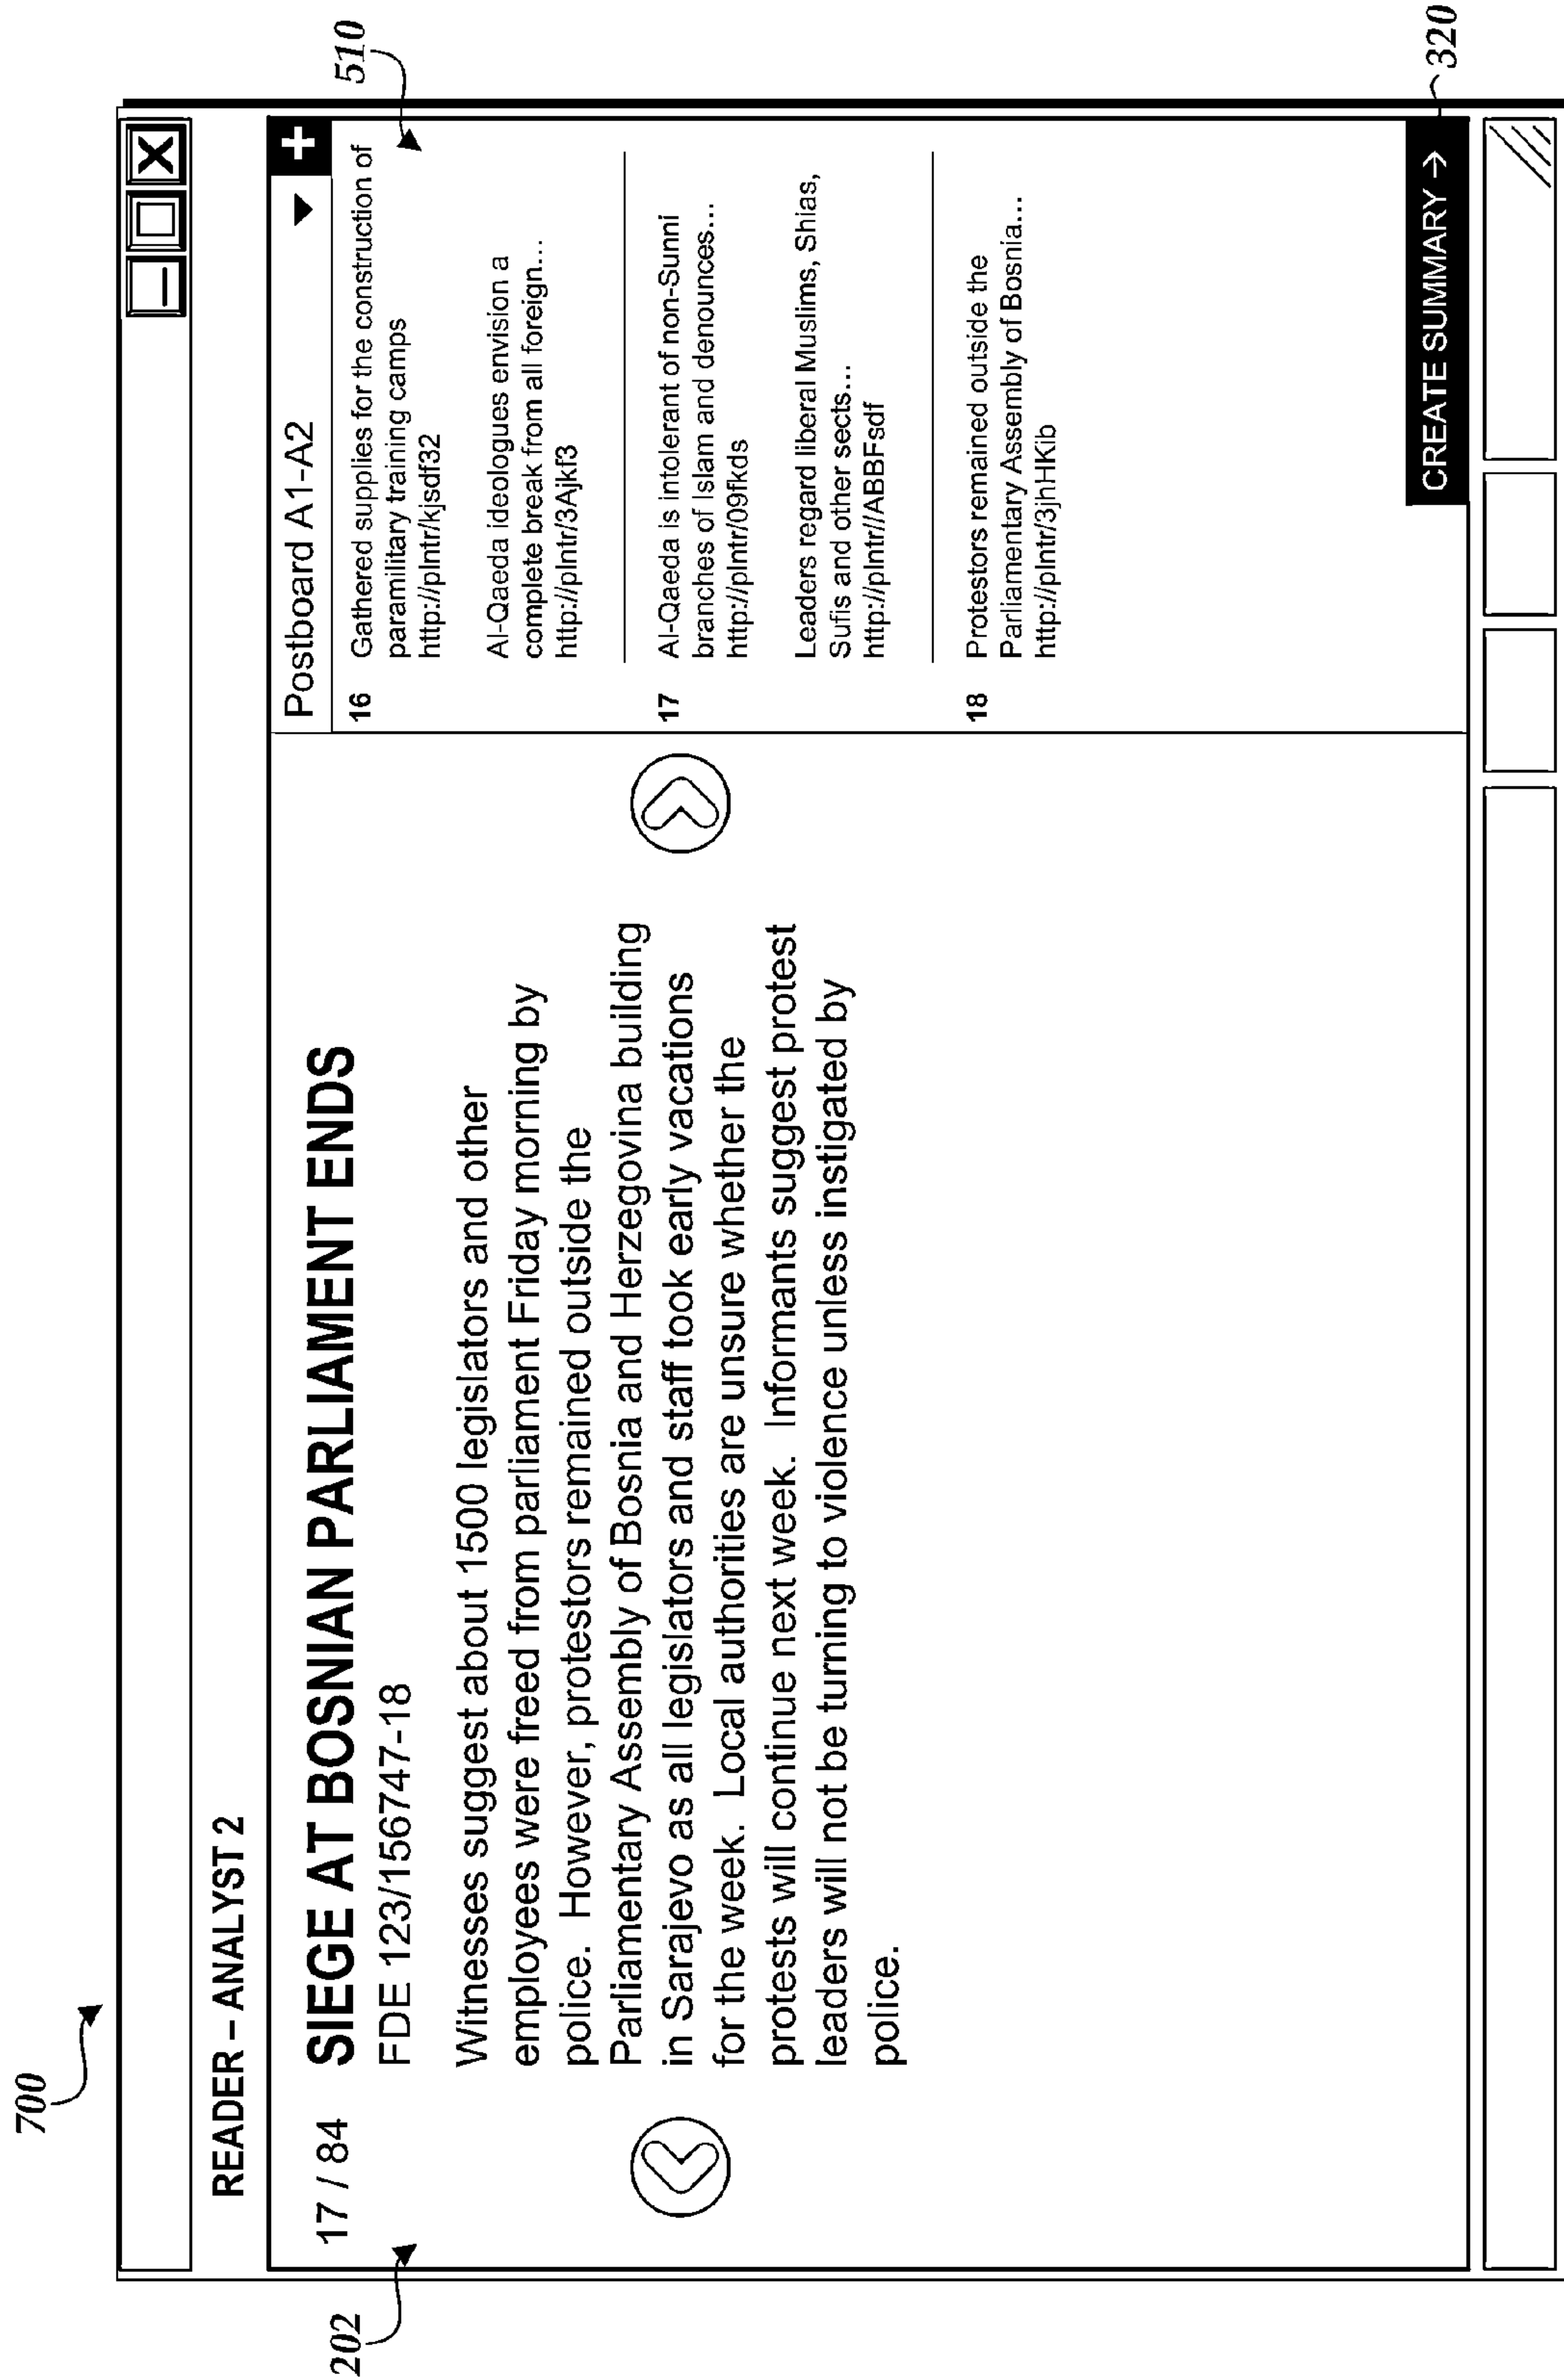 700
READER – ANALYST 2
202
17 / 84
SIEGE AT BOSNIAN PARLIAMENT ENDS
FDE 123/156747-18
Witnesses suggest about 1500 legislators and other
employees were freed from parliament Friday morning by
police.  However, protestors remained outside the
Parliamentary Assembly of Bosnia and Herzegovina building
in Sarajevo as all legislators and staff took early vacations
for the week.  Local authorities are unsure whether the
protests will continue next week.  Informants suggest protest
leaders will not be turning to violence unless instigated by
police.
Postboard A1-A2
+
510
16
Gathered supplies for the construction of
paramilitary training camps
http://plntr/kjsdf32
Al-Qaeda ideologues envision a
complete break from all foreign...
http://plntr/3Ajkf3
17
Al-Qaeda is intolerant of non-Sunni
branches of Islam and denounces...
http://plntr/09fkds
Leaders regard liberal Muslims, Shias,
Sufis and other sects...
http://plntr//ABBFsdf
18
Protestors remained outside the
Parliamentary Assembly of Bosnia...
http://plntr/3jhHKib
CREATE SUMMARY →
320